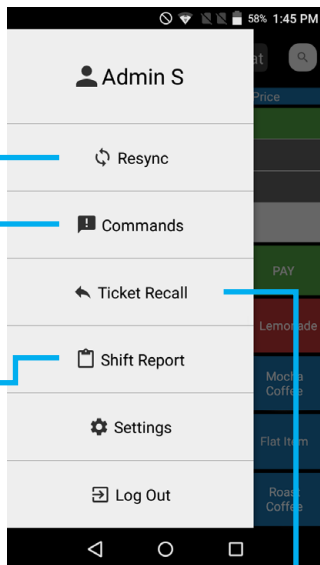 58% 1:45 PM
Admin S
at
Price
Resync
Commands
PAY
Ticket Recall
Lemonade
Shift Report
Mocha
Coffee
Settings
Flat Item
Log Out
Roast
Coffee